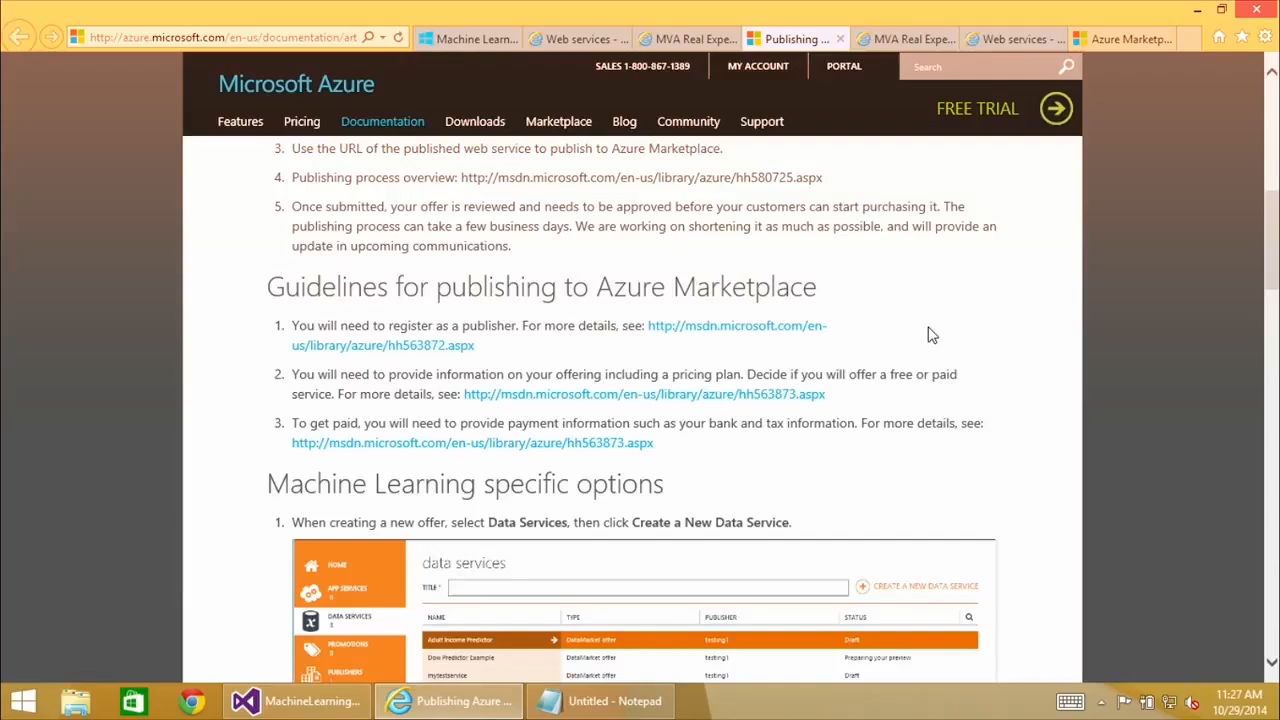 http://azure.microsoft.com/en-us/documentation/art
Machine Learn...
Web services - ...
MVA Real Expe...
Publishing ...
MVA Real Expe...
Web services - ...
Azure Marketp...
Microsoft Azure
SALES 1-800-867-1389
MY ACCOUNT
PORTAL
Search
FREE TRIAL
Features
Pricing
Documentation
Downloads
Marketplace
Blog
Community
Support
3. Use the URL of the published web service to publish to Azure Marketplace.
4. Publishing process overview: http://msdn.microsoft.com/en-us/library/azure/hh580725.aspx
5. Once submitted, your offer is reviewed and needs to be approved before your customers can start purchasing it. The
publishing process can take a few business days. We are working on shortening it as much as possible, and will provide an
update in upcoming communications.
Guidelines for publishing to Azure Marketplace
1. You will need to register as a publisher. For more details, see: http://msdn.microsoft.com/en-
us/library/azure/hh563872.aspx
2. You will need to provide information on your offering including a pricing plan. Decide if you will offer a free or paid
service. For more details, see: http://msdn.microsoft.com/en-us/library/azure/hh563873.aspx
3. To get paid, you will need to provide payment information such as your bank and tax information. For more details, see:
http://msdn.microsoft.com/en-us/library/azure/hh563873.aspx
Machine Learning specific options
1. When creating a new offer, select Data Services, then click Create a New Data Service.
HOME
APP SERVICES
0
DATA SERVICES
3
PROMOTIONS
0
PUBLISHERS
data services
TITLE *
CREATE A NEW DATA SERVICE
NAME TYPE PUBLISHER STATUS
Adult Income Predictor DataMarket offer testing1 Draft
Dow Predictor Example DataMarket offer testing1 Preparing your preview
mytestservice DataMarket offer testing1 Draft
MachineLearning...
Publishing Azure ...
Untitled - Notepad
11:27 AM
10/29/2014